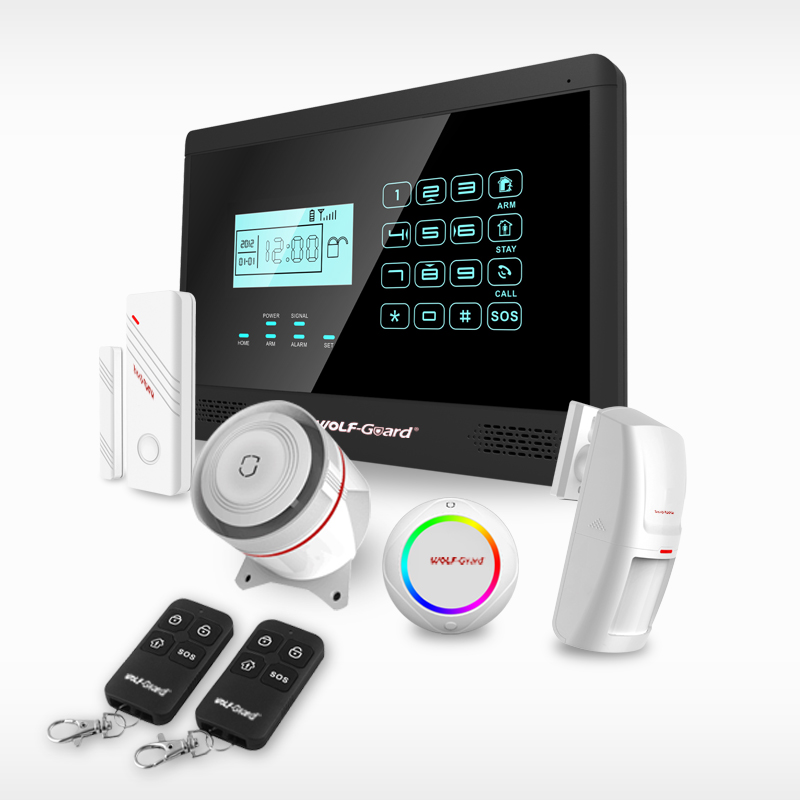 2012
01-01
12:00
1 2 3
ARM
4 5 6
STAY
7 8 9
CALL
* 0 # SOS
POWER SIGNAL
HOME ARM ALARM SET
WOLF-Guard®
WOLF-Guard
SOS
WOLF-Guard®
SOS
WOLF-Guard®